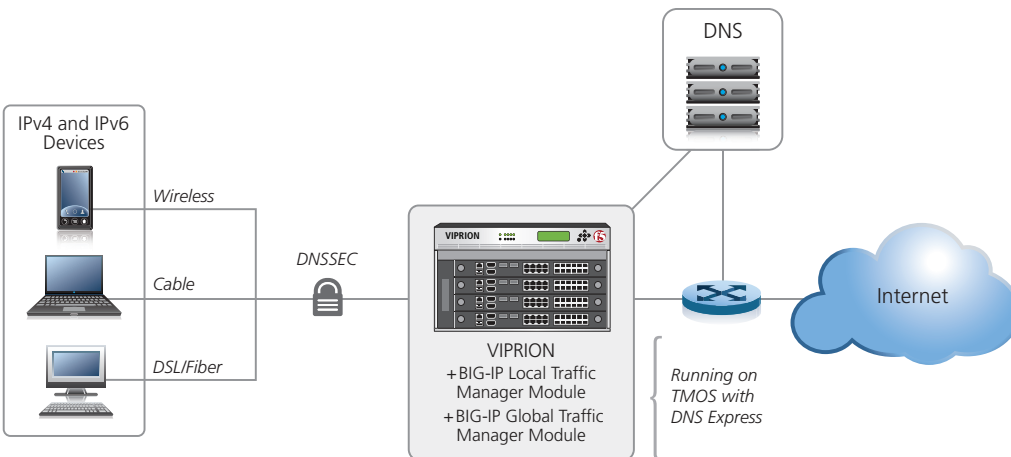 DNS
IPv4 and IPv6
Devices
Wireless
Cable
DSL/Fiber
DNSSEC
VIPRION
f5
VIPRION
+BIG-IP Local Traffic
Manager Module
+BIG-IP Global Traffic
Manager Module
Running on
TMOS with
DNS Express
Internet